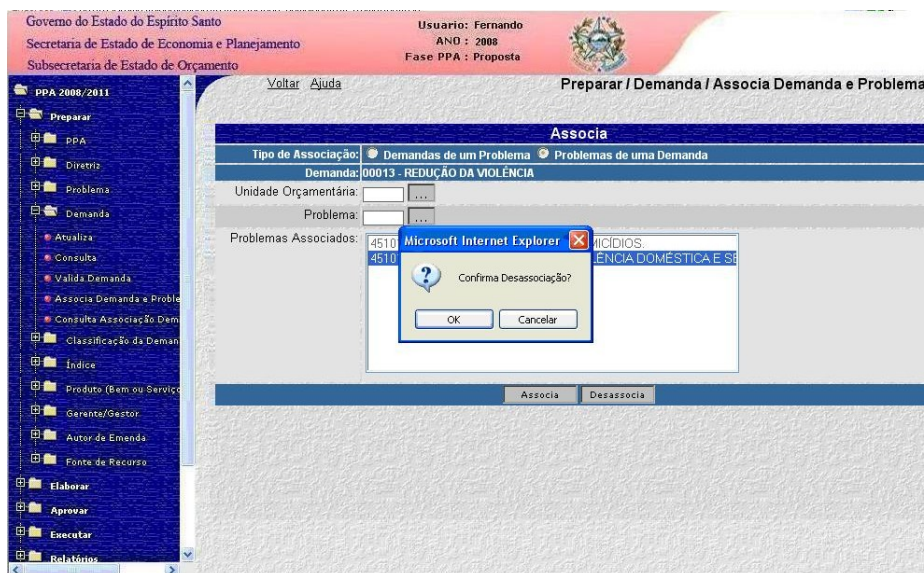 Governo do Estado do Espírito Santo
Secretaria de Estado de Economia e Planejamento
Subsecretaria de Estado de Orçamento
Usuario: Fernando
ANO : 2008
Fase PPA : Proposta
PPA 2008/2011
Preparar
PPA
Diretriz
Problema
Demanda
Atualiza
Consulta
Valida Demanda
Associa Demanda e Proble
Consulta Associação Dem
Classificação da Deman
Índice
Produto (Bem ou Serviço
Gerente/Gestor
Autor de Emenda
Fonte de Recurso
Elaborar
Aprovar
Executar
Relatórios
Voltar Ajuda
Preparar / Demanda / Associa Demanda e Problema
Associa
Tipo de Associação: Demandas de um Problema Problemas de uma Demanda
Demanda: 00013 - REDUÇÃO DA VIOLÊNCIA
Unidade Orçamentária: ...
Problema: ...
Problemas Associados:
4510 MICÍDIOS.
4510 LÊNCIA DOMÉSTICA E SE
Microsoft Internet Explorer
Confirma Desassociação?
OK Cancelar
Associa Desassocia